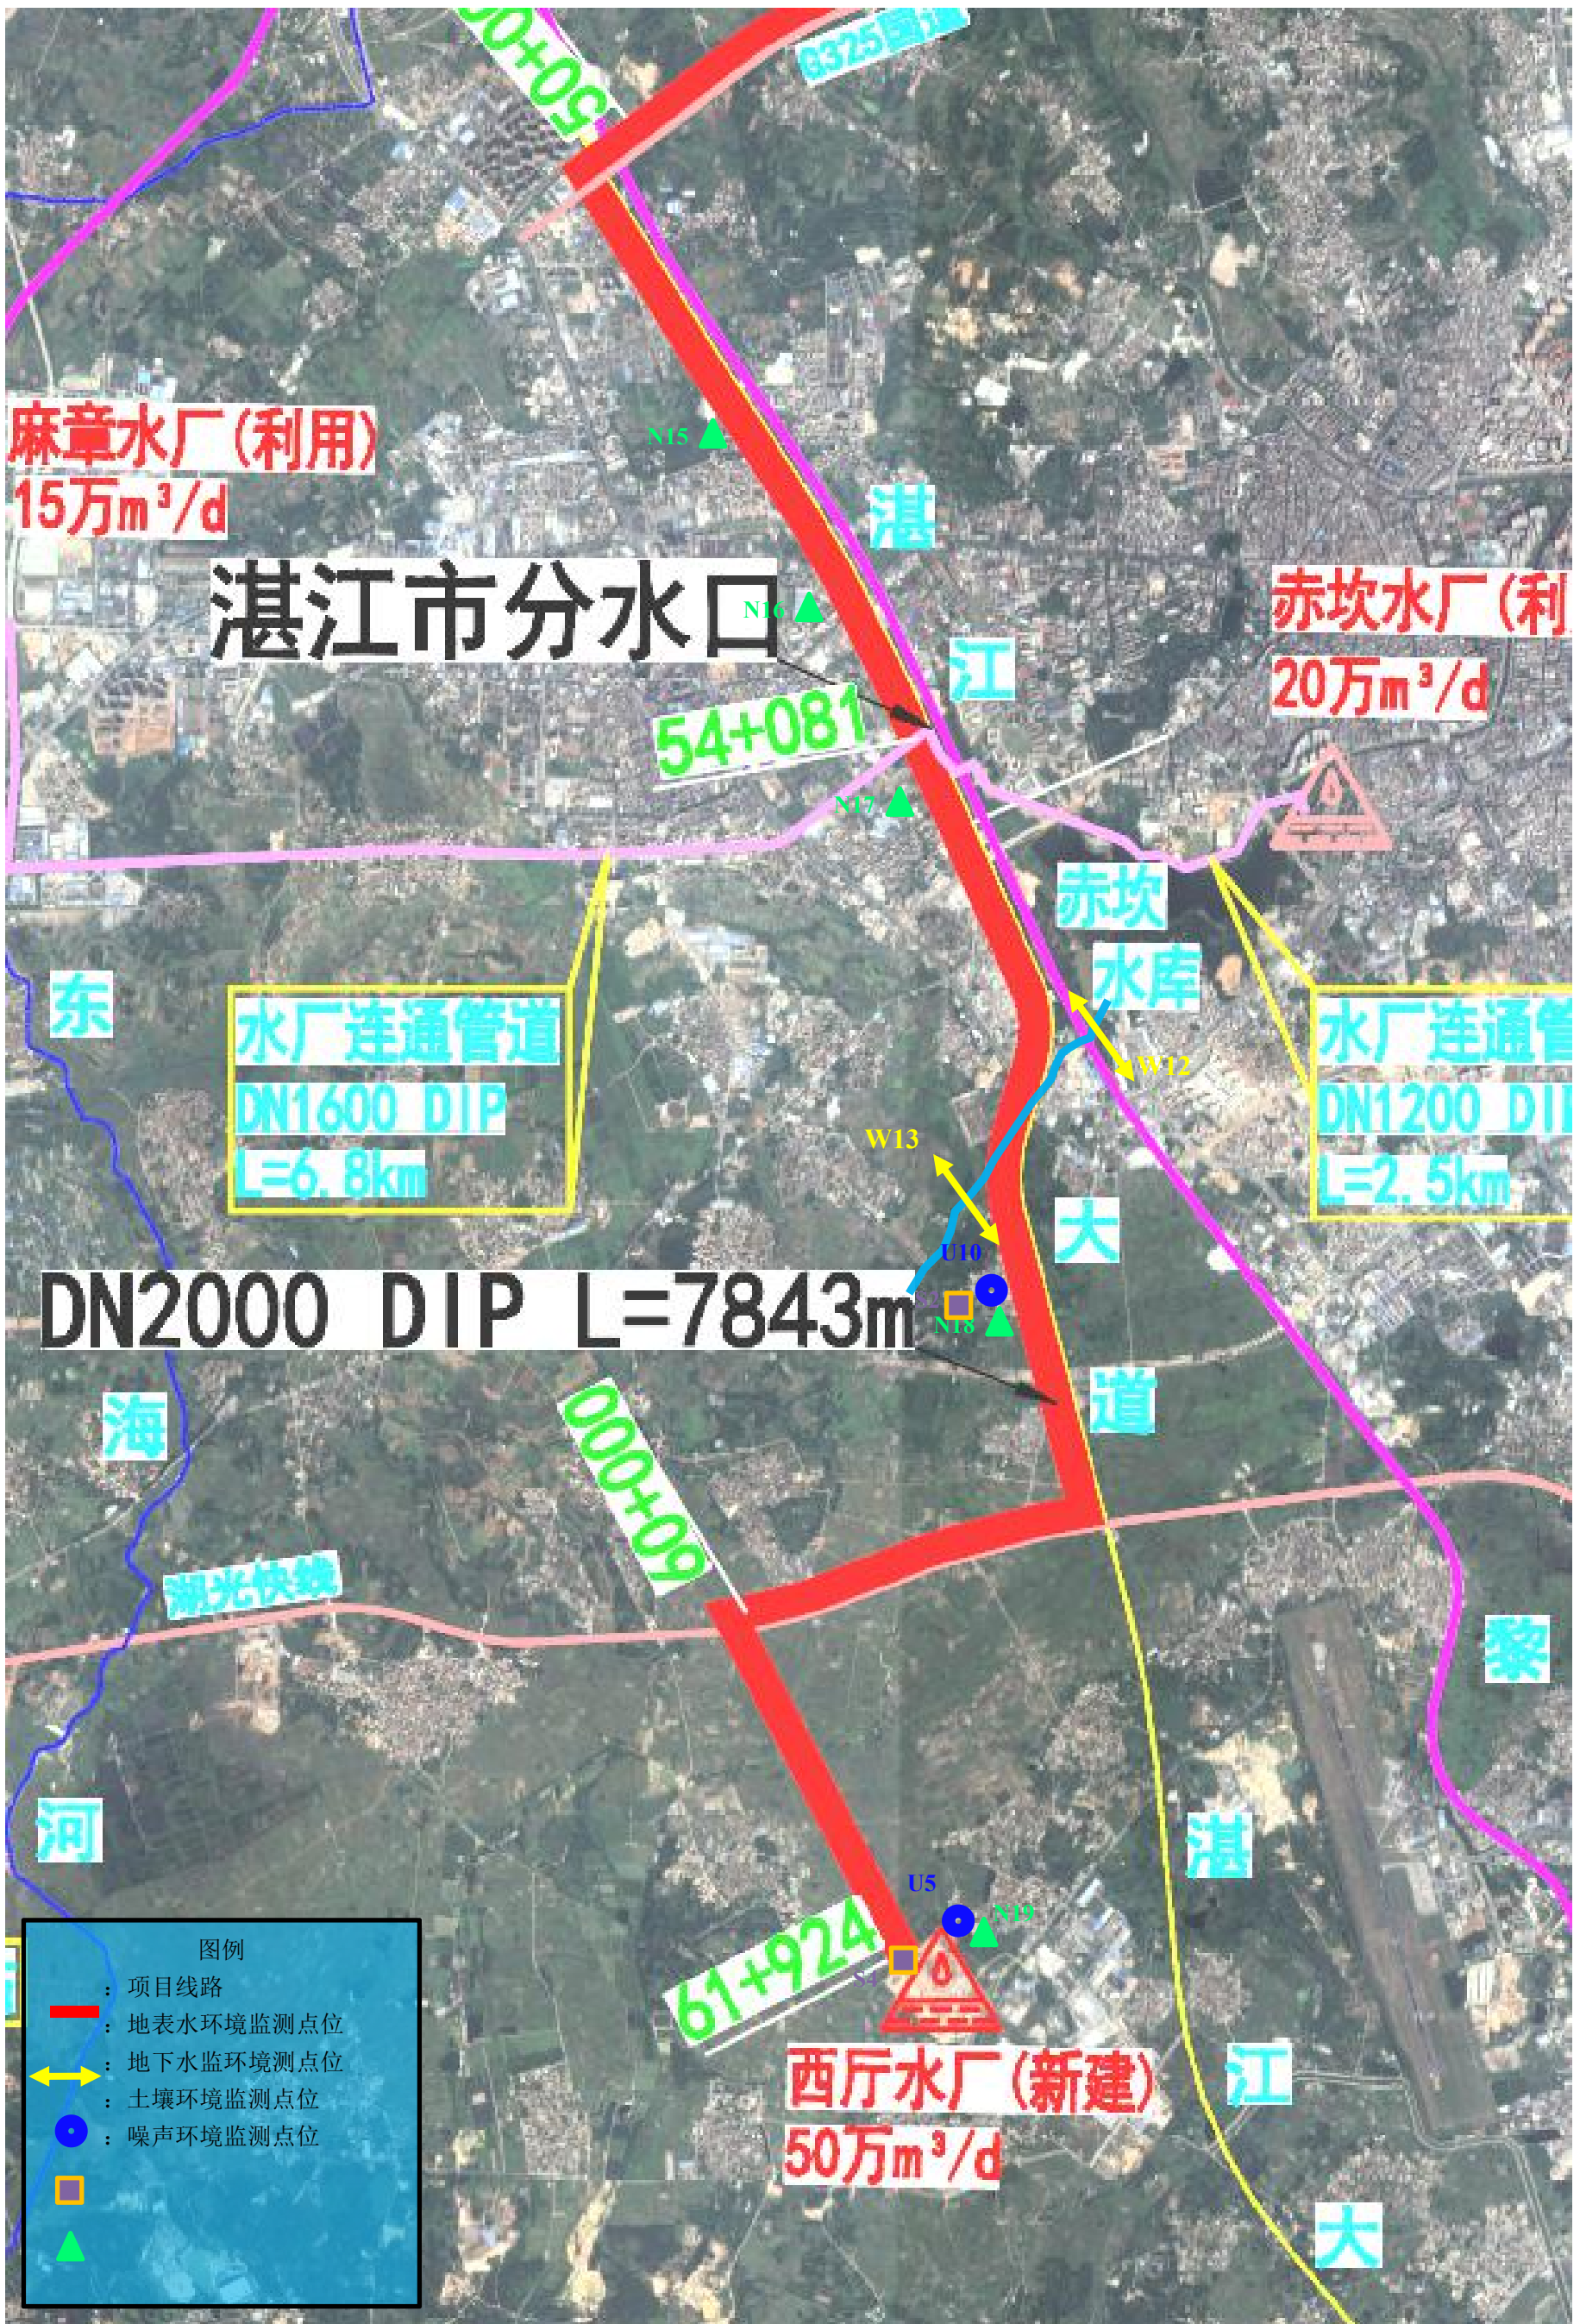 G325国道
50+00
麻章水厂(利用)
15万m³/d
N15
湛
湛江市分水口
N16
赤坎水厂(利
20万m³/d
江
54+081
N17
赤坎
水库
东
水厂连通管道
DN1600 DIP
L=6.8km
水厂连通管
DN1200 DIP
L=2.5km
W12
W13
大
U10
DN2000 DIP L=7843m
N18
道
海
60+000
湖光快线
黎
河
湛
U5
N19
61+924
S4
西厅水厂(新建)
50万m³/d
江
大
图例
：项目线路
：地表水环境监测点位
：地下水监环境测点位
：土壤环境监测点位
：噪声环境监测点位